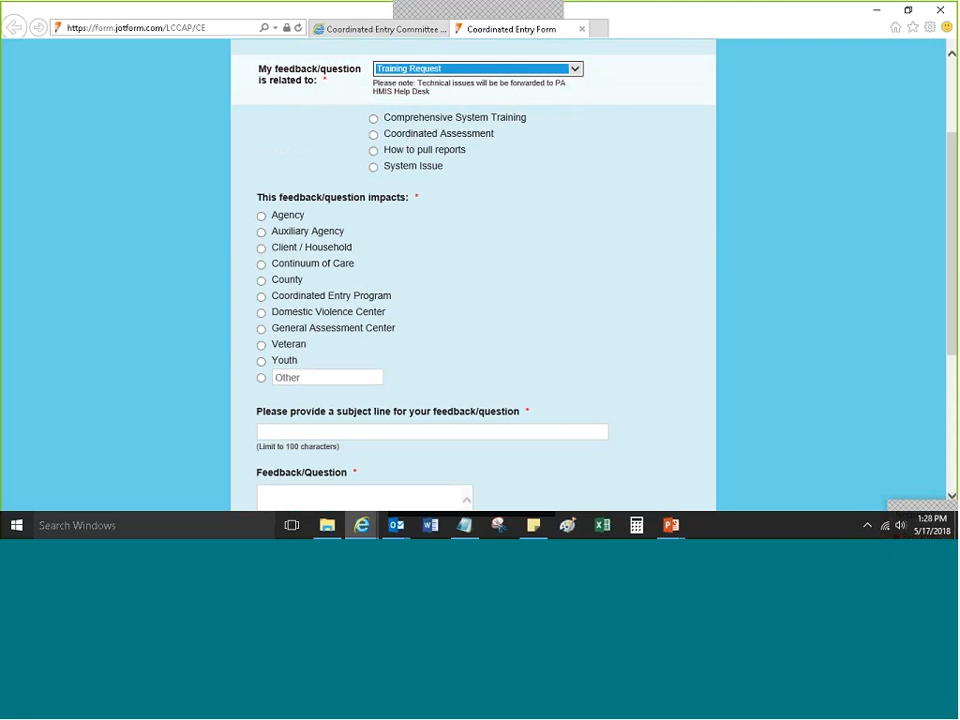 https://form.jotform.com/LCCAP/CE
Coordinated Entry Committee ...
Coordinated Entry Form
My feedback/question
is related to: *
Training Request
Please note: Technical issues will be be forwarded to PA
HMIS Help Desk
Comprehensive System Training
Coordinated Assessment
How to pull reports
System Issue
This feedback/question impacts: *
Agency
Auxiliary Agency
Client / Household
Continuum of Care
County
Coordinated Entry Program
Domestic Violence Center
General Assessment Center
Veteran
Youth
Other
Please provide a subject line for your feedback/question *
(Limit to 100 characters)
Feedback/Question *
Search Windows
1:28 PM
5/17/2018